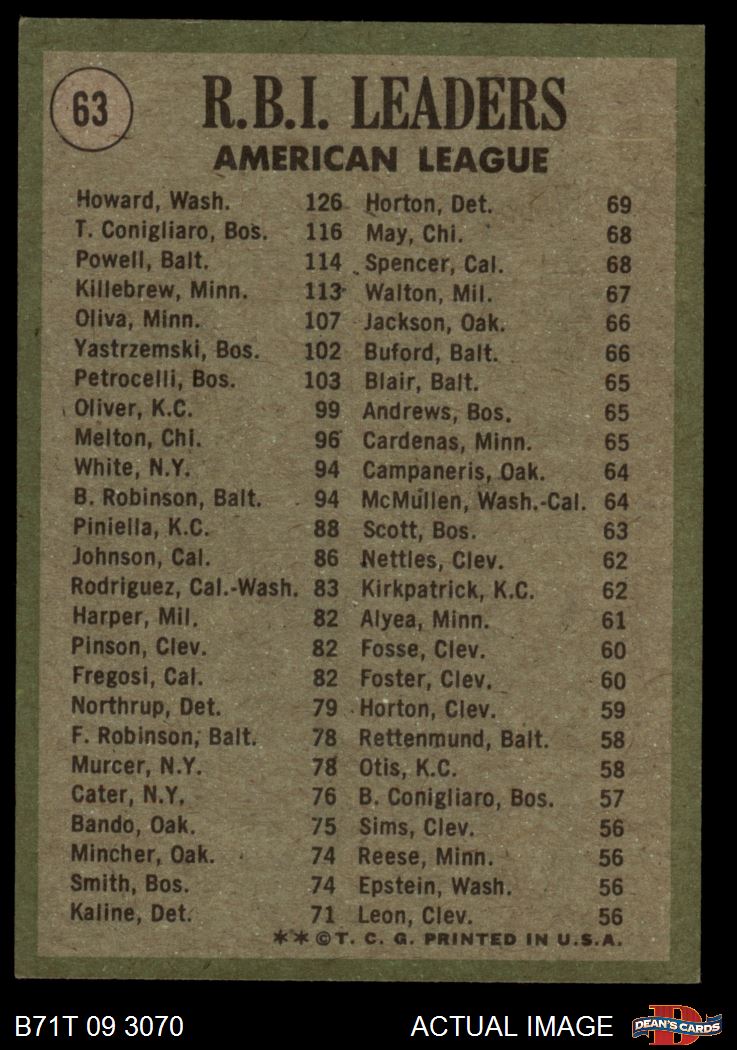 63
R.B.I. LEADERS
AMERICAN LEAGUE
Howard, Wash. 126
T. Conigliaro, Bos. 116
Powell, Balt. 114
Killebrew, Minn. 113
Oliva, Minn. 107
Yastrzemski, Bos. 102
Petrocelli, Bos. 103
Oliver, K.C. 99
Melton, Chi. 96
White, N.Y. 94
B. Robinson, Balt. 94
Piniella, K.C. 88
Johnson, Cal. 86
Rodriguez, Cal.-Wash. 83
Harper, Mil. 82
Pinson, Clev. 82
Fregosi, Cal. 82
Northrup, Det. 79
F. Robinson, Balt. 78
Murcer, N.Y. 78
Cater, N.Y. 76
Bando, Oak. 75
Mincher, Oak. 74
Smith, Bos. 74
Kaline, Det. 71
Horton, Det. 69
May, Chi. 68
Spencer, Cal. 68
Walton, Mil. 67
Jackson, Oak. 66
Buford, Balt. 66
Blair, Balt. 65
Andrews, Bos. 65
Cardenas, Minn. 65
Campaneris, Oak. 64
McMullen, Wash.-Cal. 64
Scott, Bos. 63
Nettles, Clev. 62
Kirkpatrick, K.C. 62
Alyea, Minn. 61
Fosse, Clev. 60
Foster, Clev. 60
Horton, Clev. 59
Rettenmund, Balt. 58
Otis, K.C. 58
B. Conigliaro, Bos. 57
Sims, Clev. 56
Reese, Minn. 56
Epstein, Wash. 56
Leon, Clev. 56
**©T. C. G. PRINTED IN U.S.A.
B71T 09 3070
ACTUAL IMAGE
DEAN'S CARDS